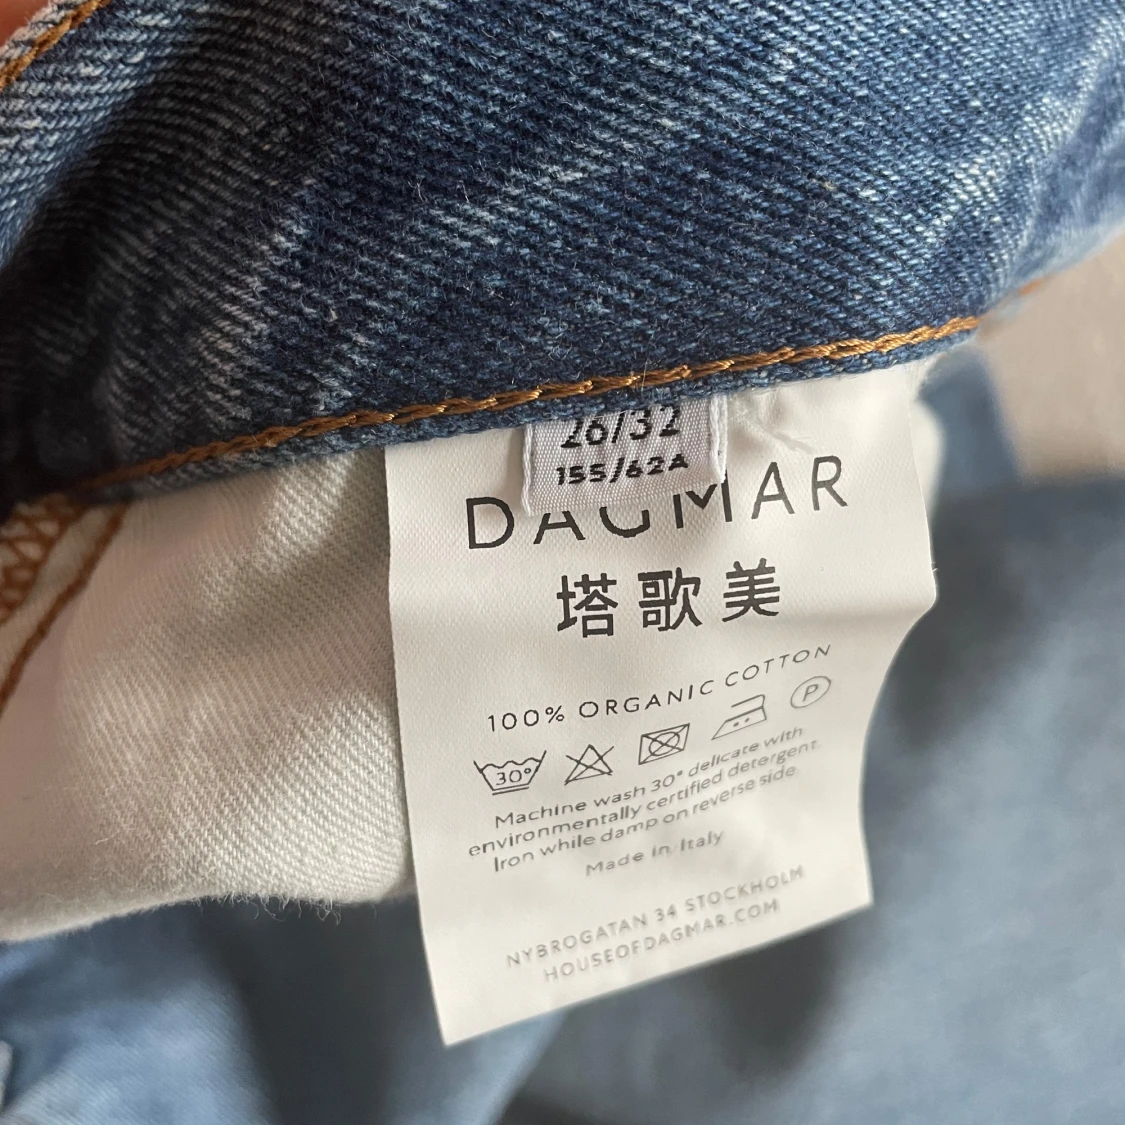 26/32
155/62A
DAGMAR
塔歌美
100% ORGANIC COTTON
30° P
Machine wash 30° delicate with
environmentally certified detergent.
Iron while damp on reverse side.
Made in Italy
NYBROGATAN 34 STOCKHOLM
HOUSEOFDAGMAR.COM